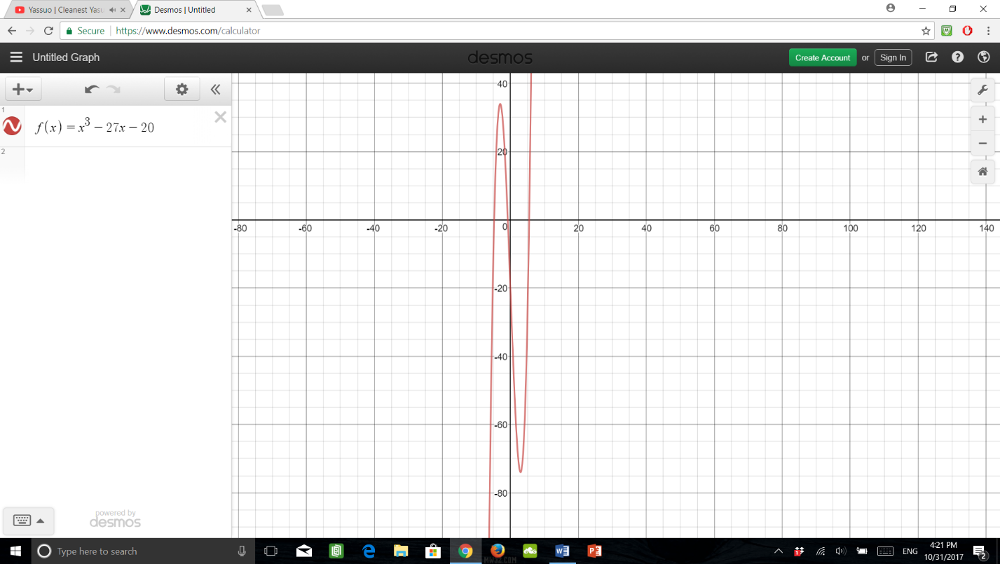 Yassuo | Cleanest Yasu
Desmos | Untitled
Secure https://www.desmos.com/calculator
Untitled Graph
desmos
Create Account or Sign In
1
f(x) = x³ − 27x − 20
2
40
20
-80 -60 -40 -20 0 20 40 60 80 100 120 140
-20
-40
-60
-80
powered by
desmos
Type here to search
ENG
4:21 PM
10/31/2017
2